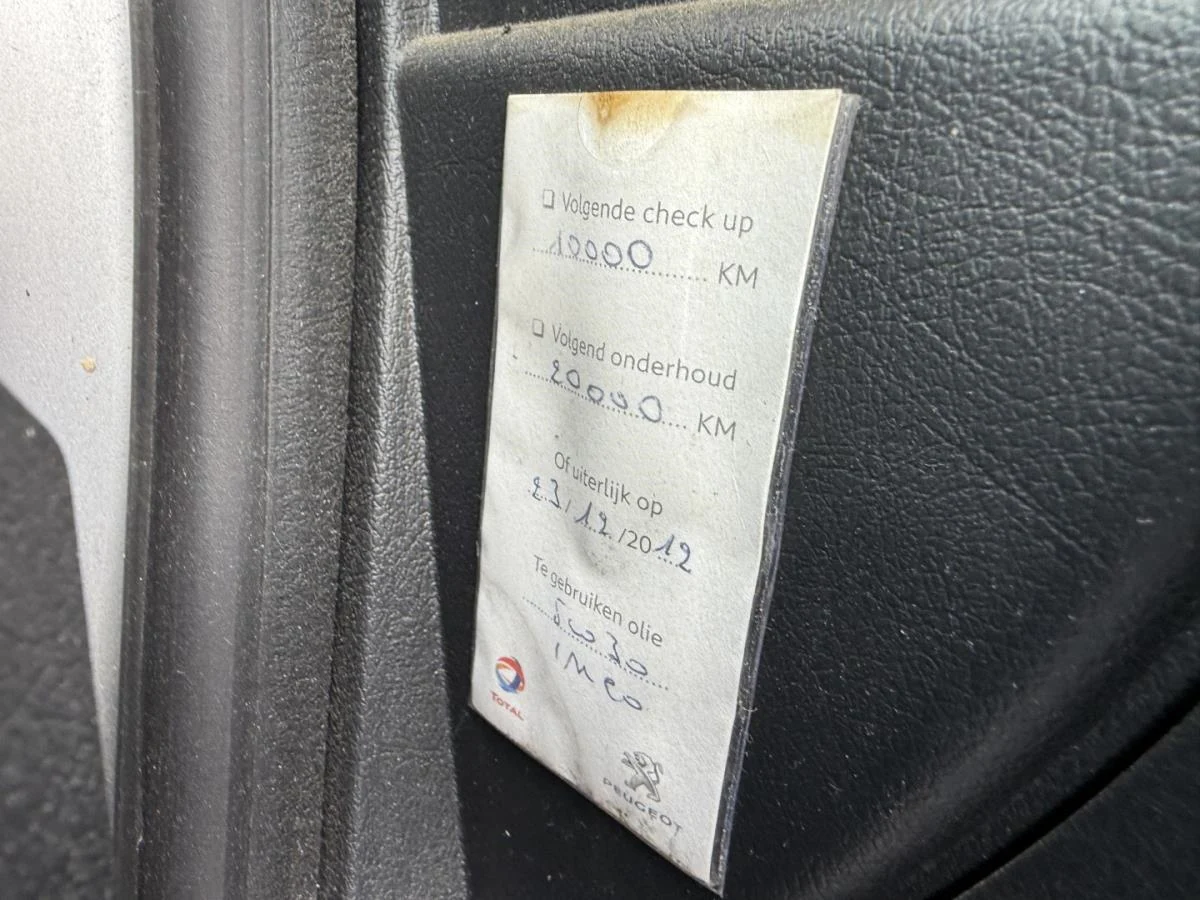 Volgende check up
10000 KM
Volgend onderhoud
20000 KM
Of uiterlijk op
23/12/2012
Te gebruiken olie
5w30
TOTAL
PEUGEOT